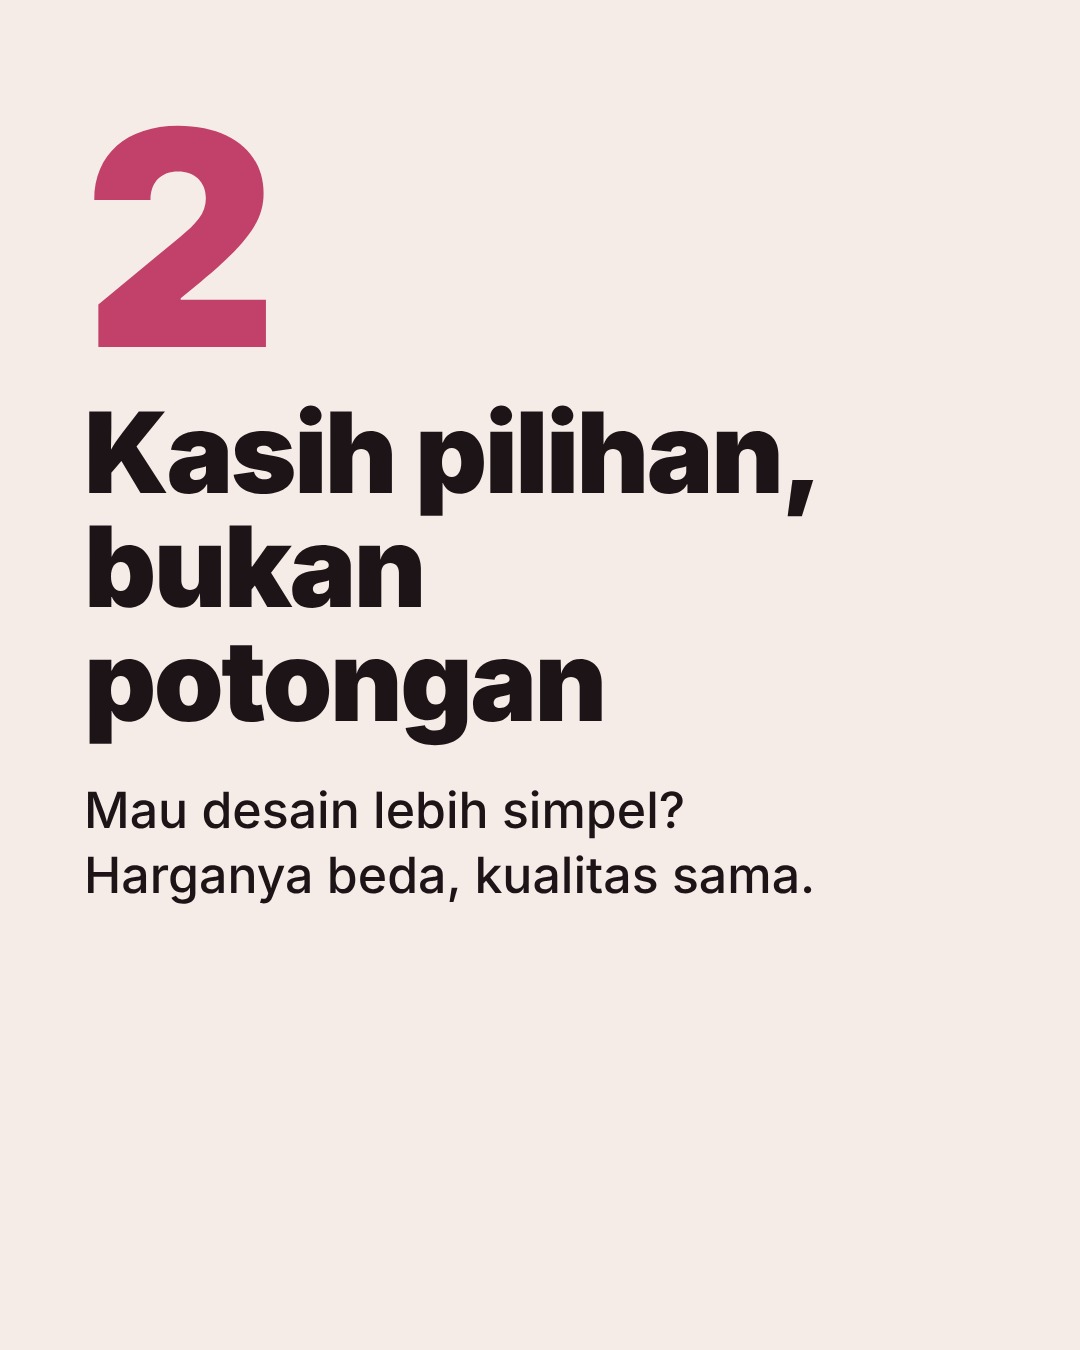 2
Kasih pilihan,
bukan
potongan
Mau desain lebih simpel?
Harganya beda, kualitas sama.